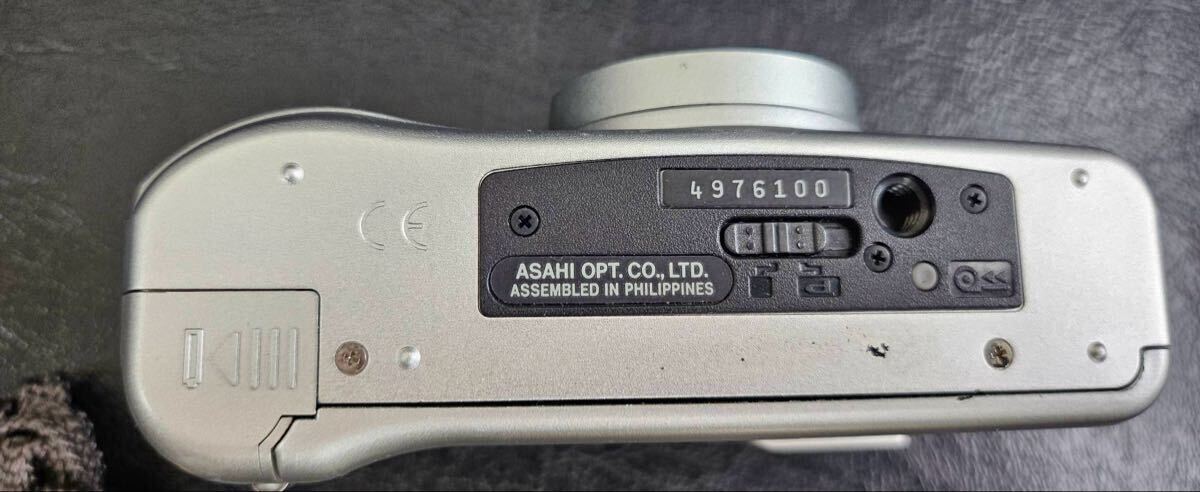 4976100
CE
ASAHI OPT. CO., LTD.
ASSEMBLED IN PHILIPPINES